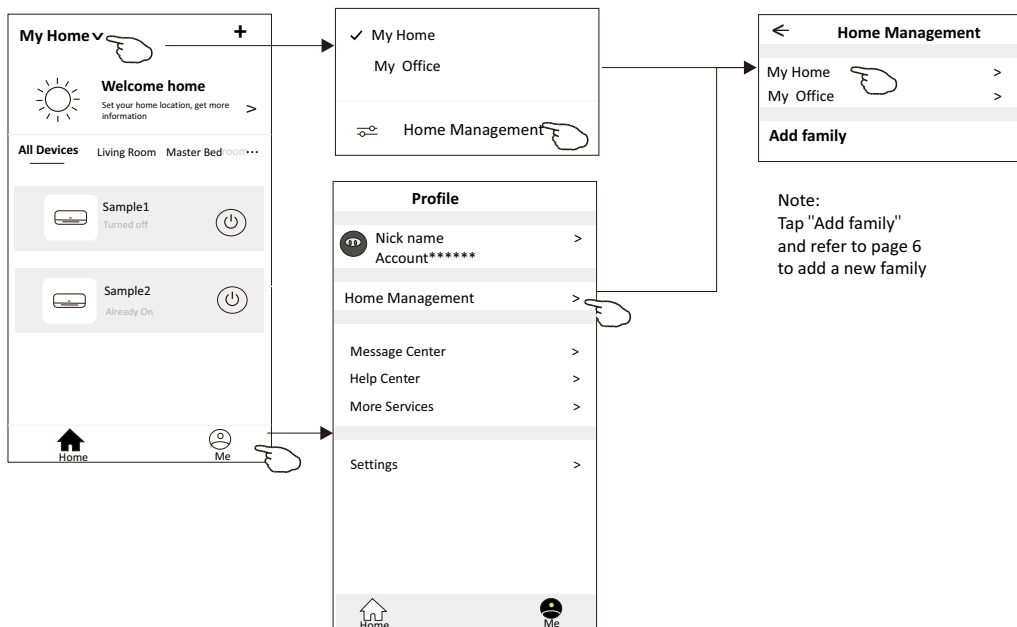 My Home
+
Welcome home
Set your home location, get more
information
>
All Devices Living Room Master Bedroom...
Sample1
Turned off
Sample2
Already On
Home
Me
✓ My Home
My Office
Home Management
Profile
Nick name >
Account******
Home Management >
Message Center >
Help Center >
More Services >
Settings >
Home
Me
← Home Management
My Home >
My Office >
Add family
Note:
Tap "Add family"
and refer to page 6
to add a new family